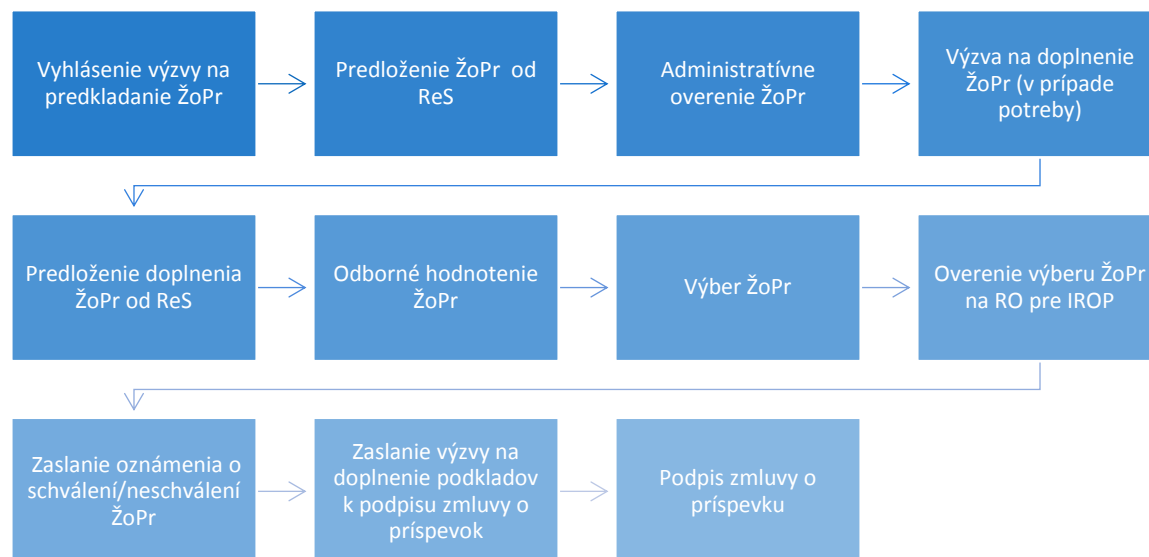 Vyhlásenie výzvy na
predkladanie ŽoPr
Predloženie ŽoPr od
ReS
Administratívne
overenie ŽoPr
Výzva na doplnenie
ŽoPr (v prípade
potreby)
Predloženie doplnenia
ŽoPr od ReS
Odborné hodnotenie
ŽoPr
Výber ŽoPr
Overenie výberu ŽoPr
na RO pre IROP
Zaslanie oznámenia o
schválení/neschválení
ŽoPr
Zaslanie výzvy na
doplnenie podkladov
k podpisu zmluvy o
príspevok
Podpis zmluvy o
príspevku